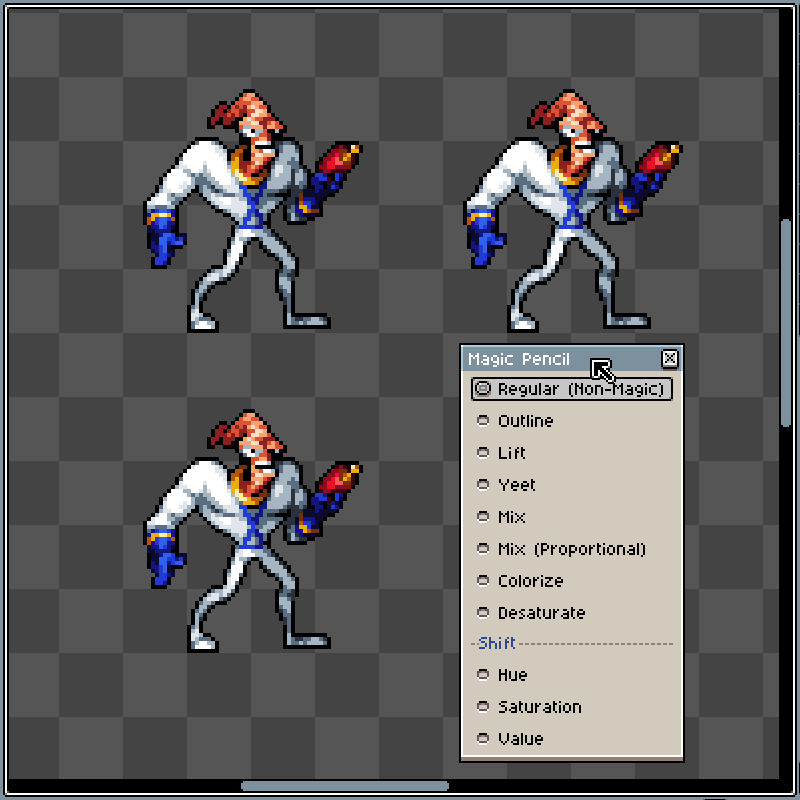 Magic Pencil
Regular (Non-Magic)
Outline
Lift
Yeet
Mix
Mix (Proportional)
Colorize
Desaturate
Shift
Hue
Saturation
Value